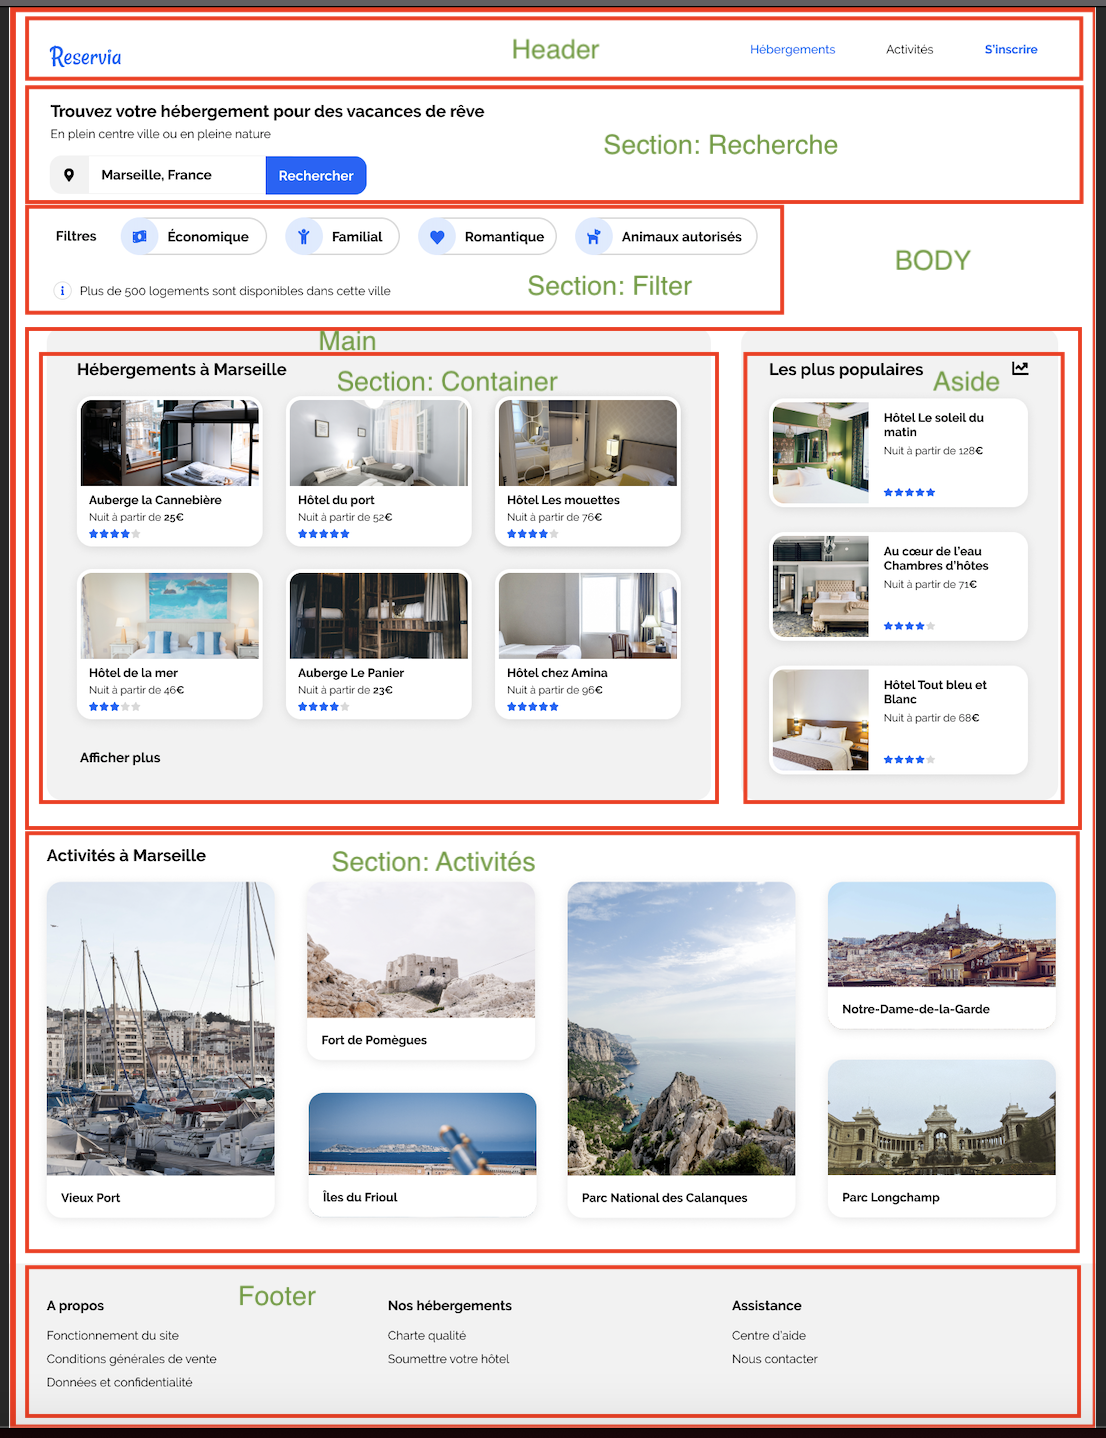 Reservia
Header
Hébergements
Activités
S'inscrire
Trouvez votre hébergement pour des vacances de rêve
En plein centre ville ou en pleine nature
Section: Recherche
Marseille, France
Rechercher
Filtres
Économique
Familial
Romantique
Animaux autorisés
BODY
Plus de 500 logements sont disponibles dans cette ville
Section: Filter
Main
Hébergements à Marseille
Section: Container
Auberge la Cannebière
Nuit à partir de 25€
Hôtel du port
Nuit à partir de 52€
Hôtel Les mouettes
Nuit à partir de 76€
Hôtel de la mer
Nuit à partir de 46€
Auberge Le Panier
Nuit à partir de 23€
Hôtel chez Amina
Nuit à partir de 96€
Afficher plus
Les plus populaires
Aside
Hôtel Le soleil du
matin
Nuit à partir de 128€
Au cœur de l'eau
Chambres d'hôtes
Nuit à partir de 71€
Hôtel Tout bleu et
Blanc
Nuit à partir de 68€
Activités à Marseille
Section: Activités
Vieux Port
Fort de Pomègues
Îles du Frioul
Parc National des Calanques
Notre-Dame-de-la-Garde
Parc Longchamp
Footer
A propos
Fonctionnement du site
Conditions générales de vente
Données et confidentialité
Nos hébergements
Charte qualité
Soumettre votre hôtel
Assistance
Centre d'aide
Nous contacter